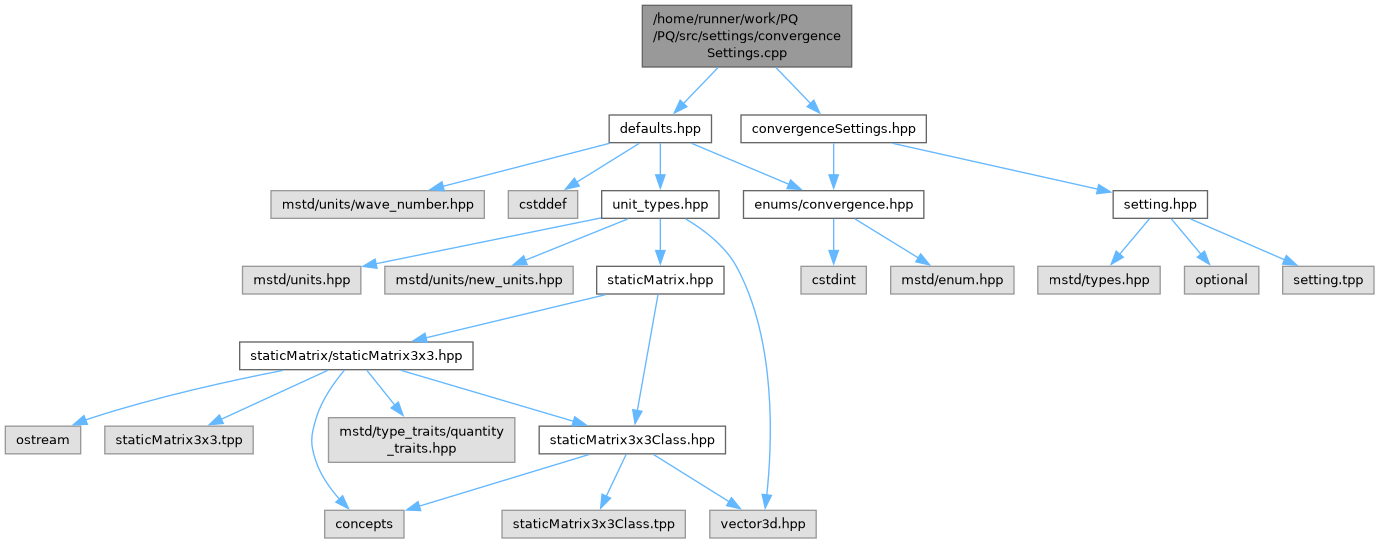 /home/runner/work/PQ
/PQ/src/settings/convergence
Settings.cpp
defaults.hpp
convergenceSettings.hpp
mstd/units/wave_number.hpp
cstddef
unit_types.hpp
enums/convergence.hpp
setting.hpp
mstd/units.hpp
mstd/units/new_units.hpp
staticMatrix.hpp
cstdint
mstd/enum.hpp
mstd/types.hpp
optional
setting.tpp
staticMatrix/staticMatrix3x3.hpp
ostream
staticMatrix3x3.tpp
mstd/type_traits/quantity
_traits.hpp
staticMatrix3x3Class.hpp
concepts
staticMatrix3x3Class.tpp
vector3d.hpp